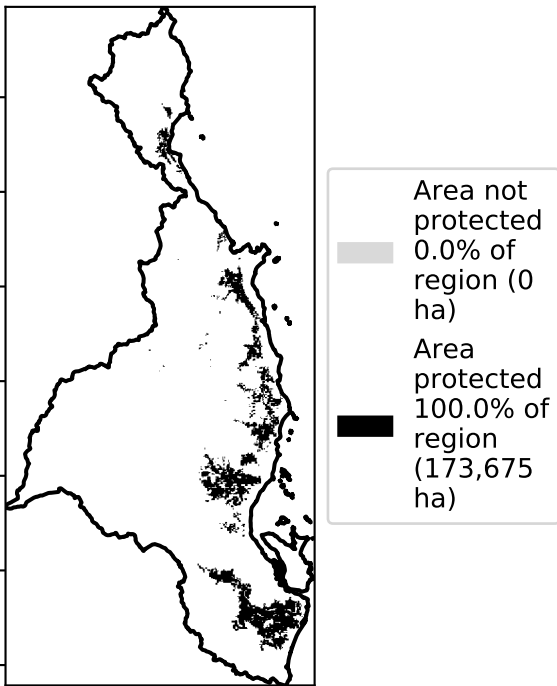 Area not
protected
0.0% of
region (0
ha)
Area
protected
100.0% of
region
(173,675
ha)